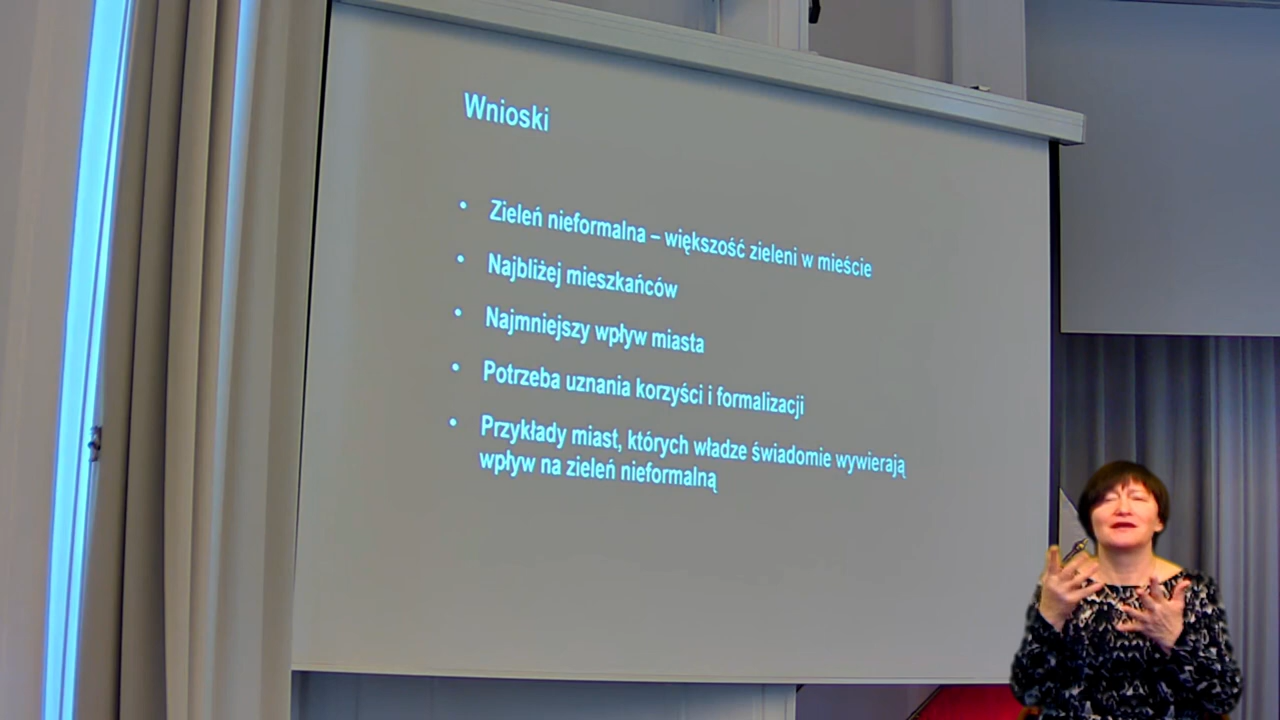 Wnioski
• Zieleń nieformalna – większość zieleni w mieście
• Najbliżej mieszkańców
• Najmniejszy wpływ miasta
• Potrzeba uznania korzyści i formalizacji
• Przykłady miast, których władze świadomie wywierają
wpływ na zieleń nieformalną